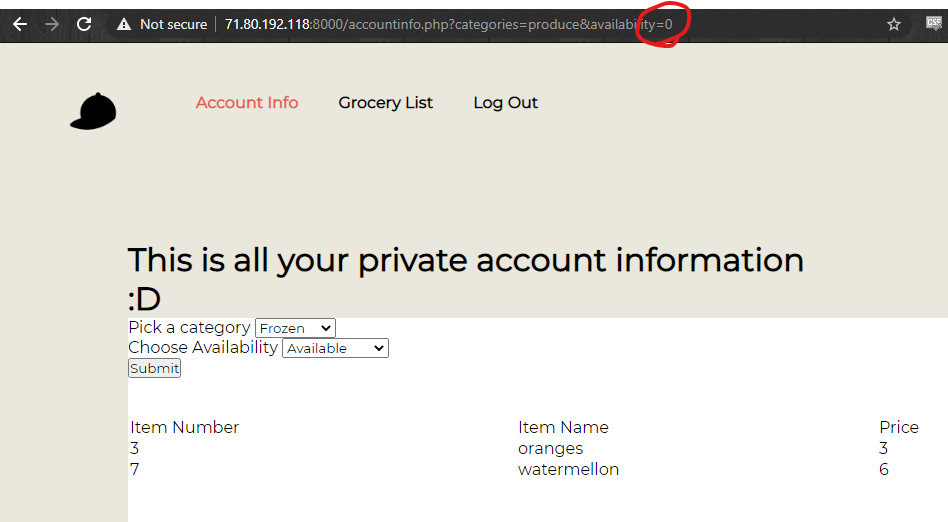 Not secure | 71.80.192.118:8000/accountinfo.php?categories=produce&availability=0
CSP
Account Info Grocery List Log Out
This is all your private account information
:D
Pick a category Frozen
Choose Availability Available
Submit
Item Number Item Name Price
3 oranges 3
7 watermellon 6